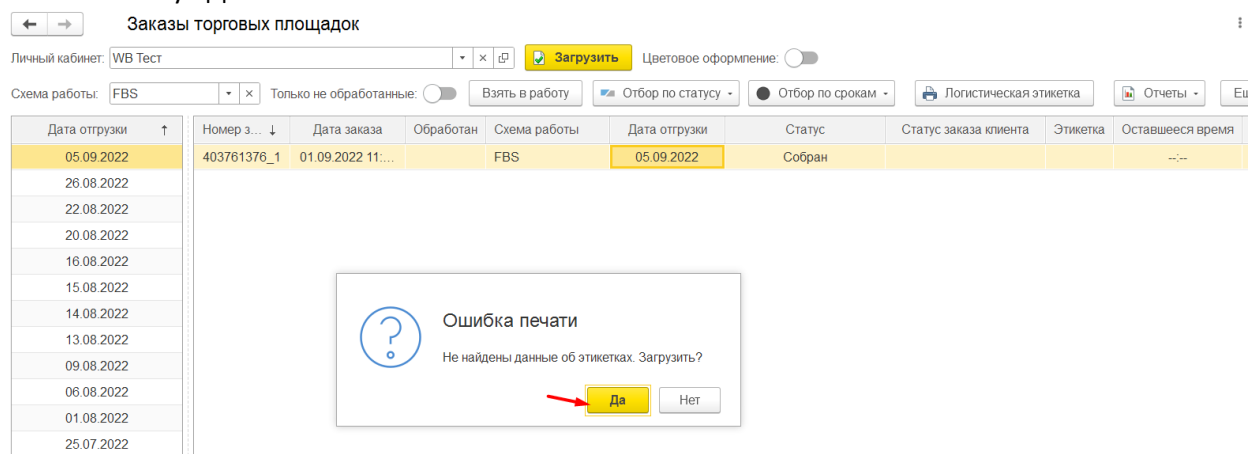 Заказы торговых площадок
Личный кабинет: WB Тест Загрузить Цветовое оформление:
Схема работы: FBS Только не обработанные: Взять в работу Отбор по статусу Отбор по срокам Логистическая этикетка Отчеты Ещ
Дата отгрузки ↑ Номер з... ↓ Дата заказа Обработан Схема работы Дата отгрузки Статус Статус заказа клиента Этикетка Оставшееся время
05.09.2022 403761376_1 01.09.2022 11:... FBS 05.09.2022 Собран --:--
26.08.2022
22.08.2022
20.08.2022
16.08.2022
15.08.2022
14.08.2022
Ошибка печати
13.08.2022
Не найдены данные об этикетках. Загрузить?
09.08.2022
06.08.2022 Да Нет
01.08.2022
25.07.2022